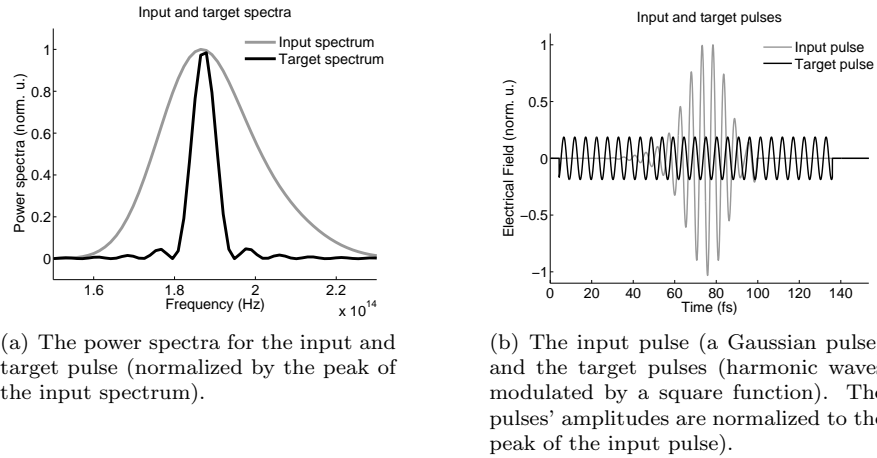 Input and target spectra
Input spectrum
Target spectrum
Power spectra (norm. u.)
1
0.8
0.6
0.4
0.2
0
1.6
1.8
2
2.2
Frequency (Hz)
x 10^14
(a) The power spectra for the input and
target pulse (normalized by the peak of
the input spectrum).
Input and target pulses
Input pulse
Target pulse
Electrical Field (norm. u.)
1
0.5
0
−0.5
−1
0
20
40
60
80
100
120
140
Time (fs)
(b) The input pulse (a Gaussian pulse
and the target pulses (harmonic wave
modulated by a square function). The
pulses' amplitudes are normalized to the
peak of the input pulse).